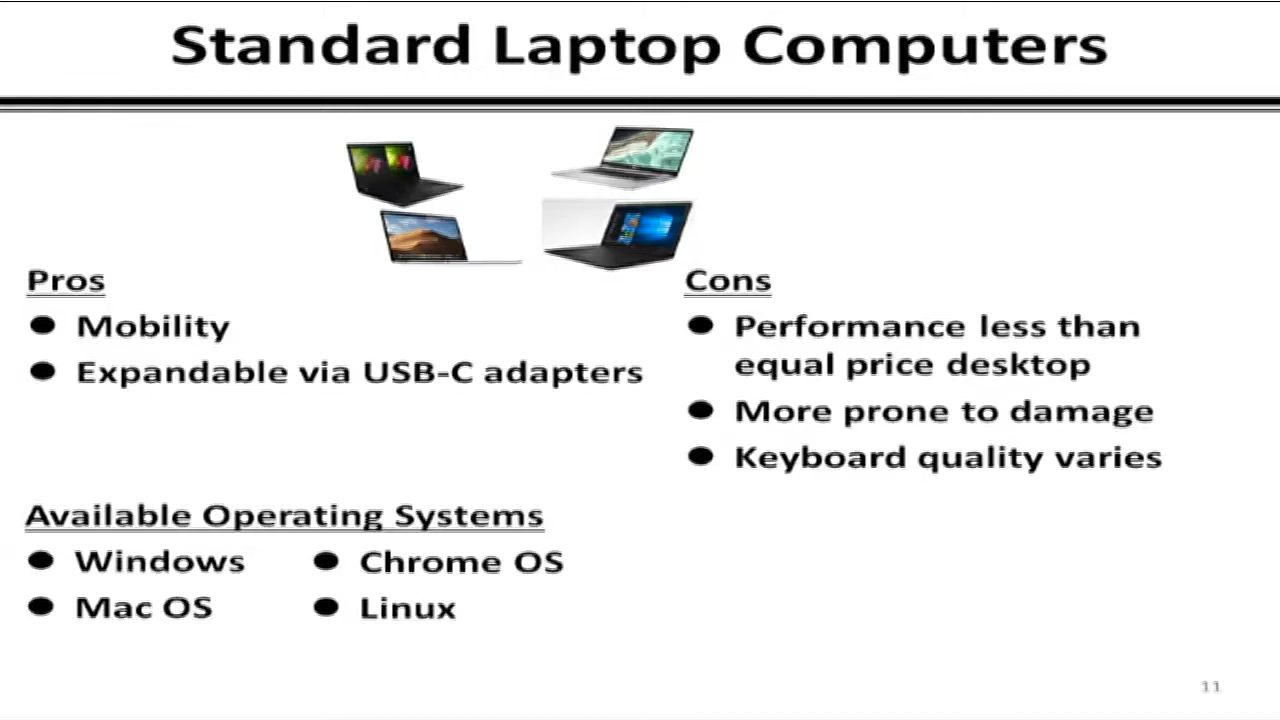 Standard Laptop Computers
Pros
● Mobility
● Expandable via USB-C adapters
Cons
● Performance less than
equal price desktop
● More prone to damage
● Keyboard quality varies
Available Operating Systems
● Windows
● Mac OS
● Chrome OS
● Linux
11